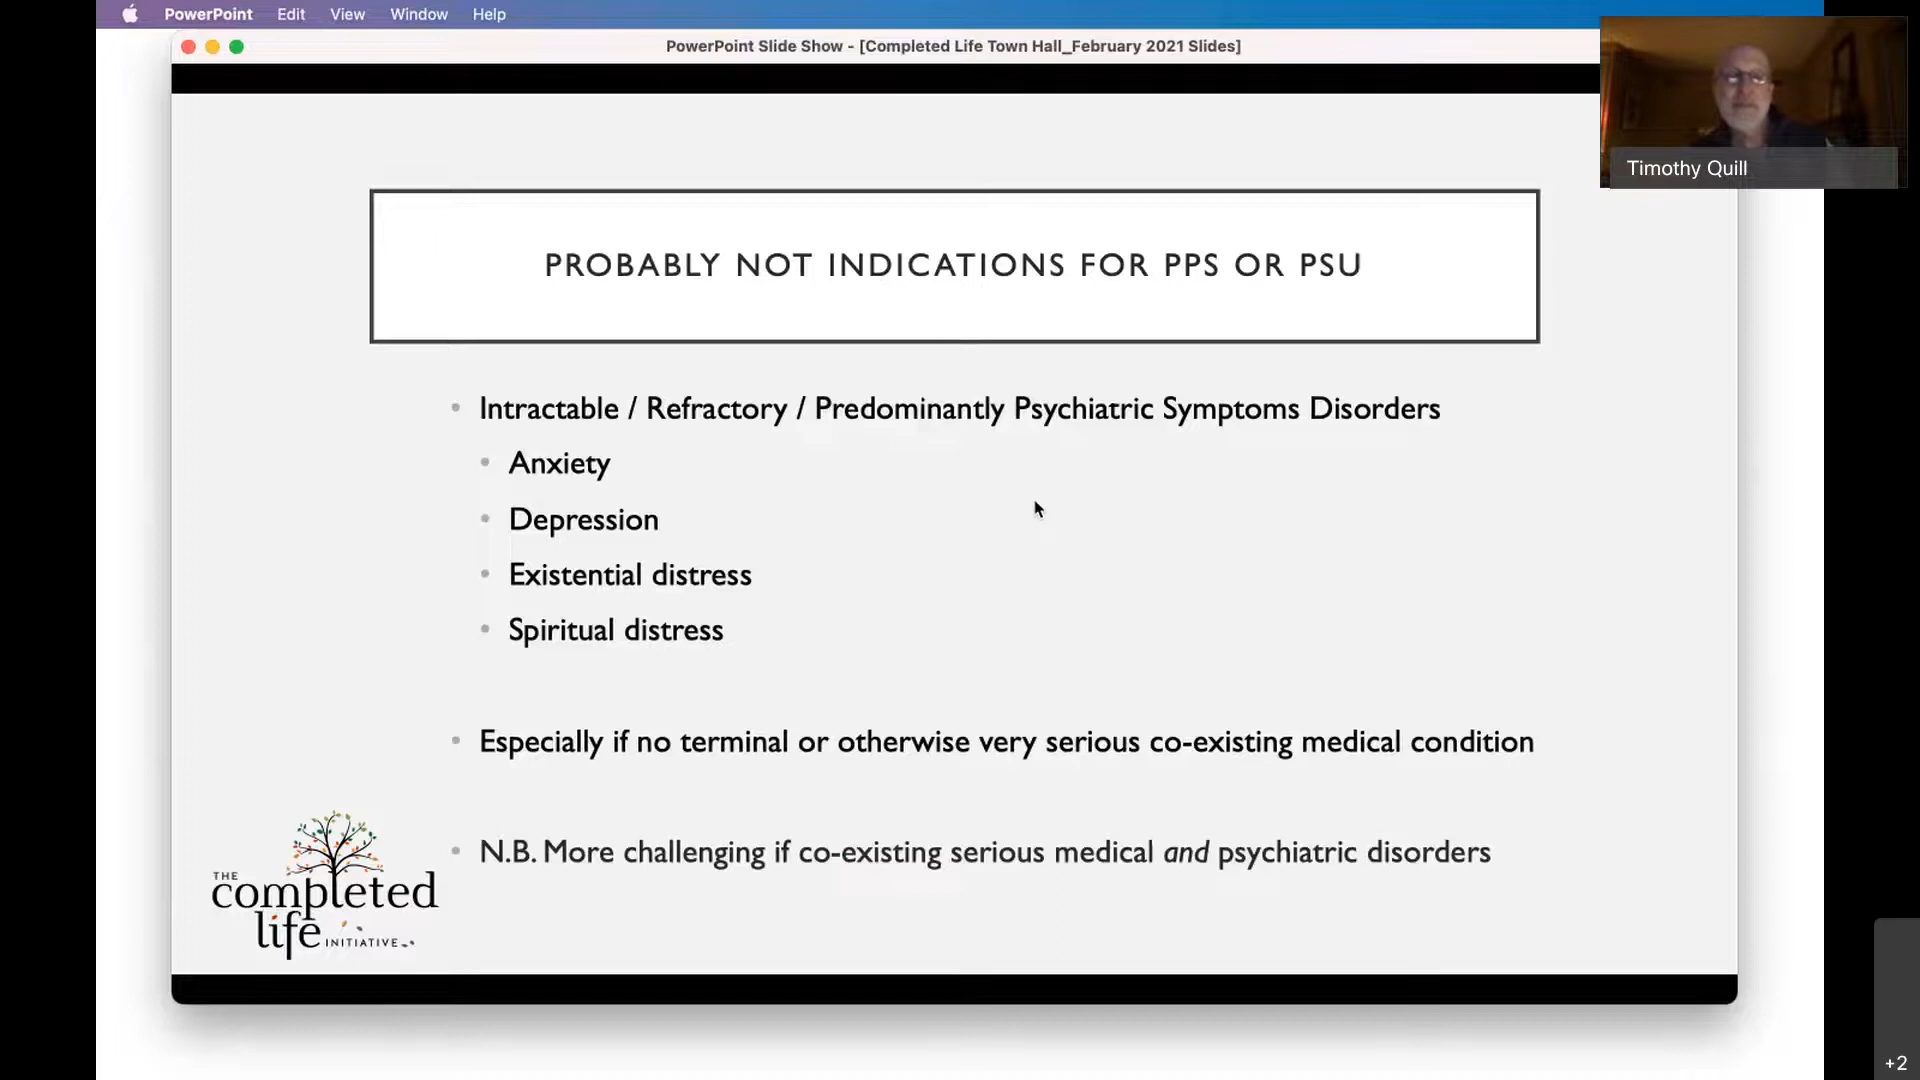 PowerPoint Edit View Window Help
PowerPoint Slide Show - [Completed Life Town Hall_February 2021 Slides]
Timothy Quill
PROBABLY NOT INDICATIONS FOR PPS OR PSU
• Intractable / Refractory / Predominantly Psychiatric Symptoms Disorders
• Anxiety
• Depression
• Existential distress
• Spiritual distress
• Especially if no terminal or otherwise very serious co-existing medical condition
• N.B. More challenging if co-existing serious medical and psychiatric disorders
THE
completed
life INITIATIVE
+2